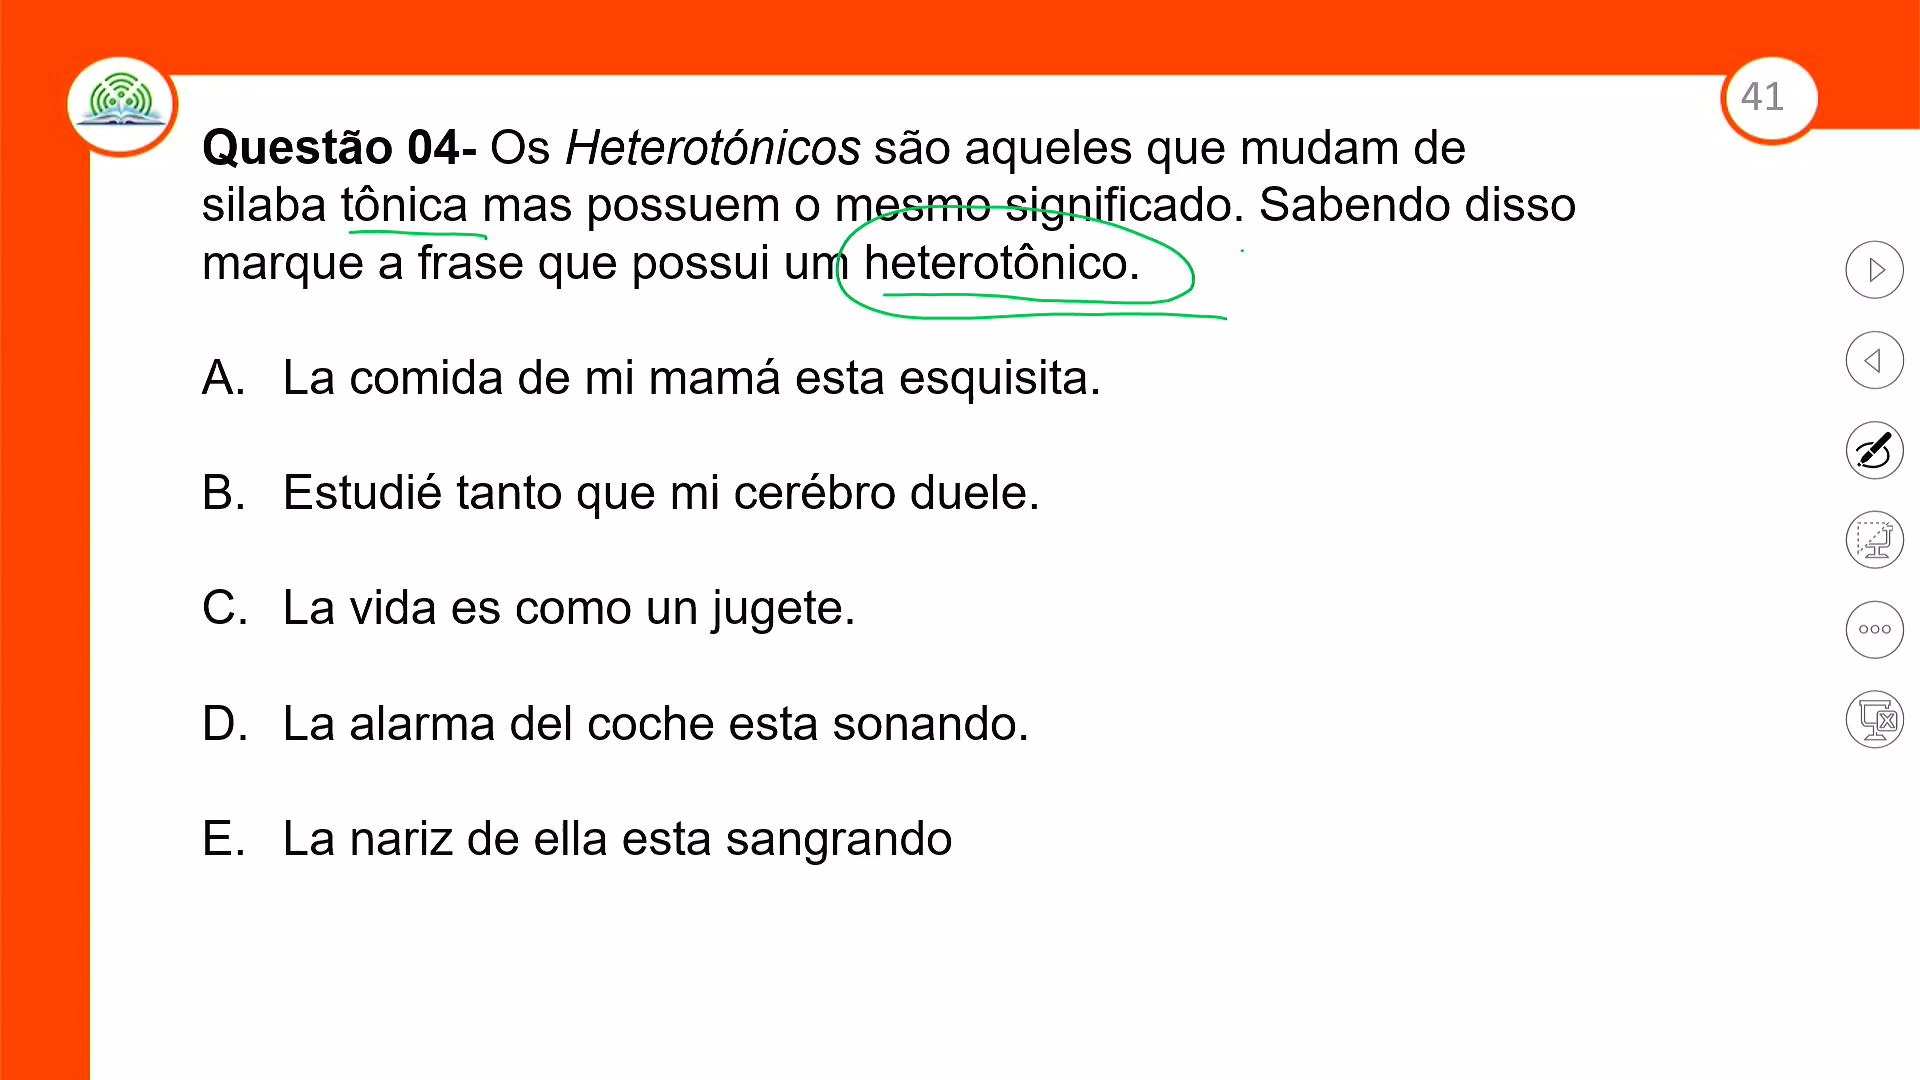 41
Questão 04- Os Heterotónicos são aqueles que mudam de
silaba tônica mas possuem o mesmo significado. Sabendo disso
marque a frase que possui um heterotônico.
A. La comida de mi mamá esta esquisita.
B. Estudié tanto que mi cerébro duele.
C. La vida es como un jugete.
D. La alarma del coche esta sonando.
E. La nariz de ella esta sangrando